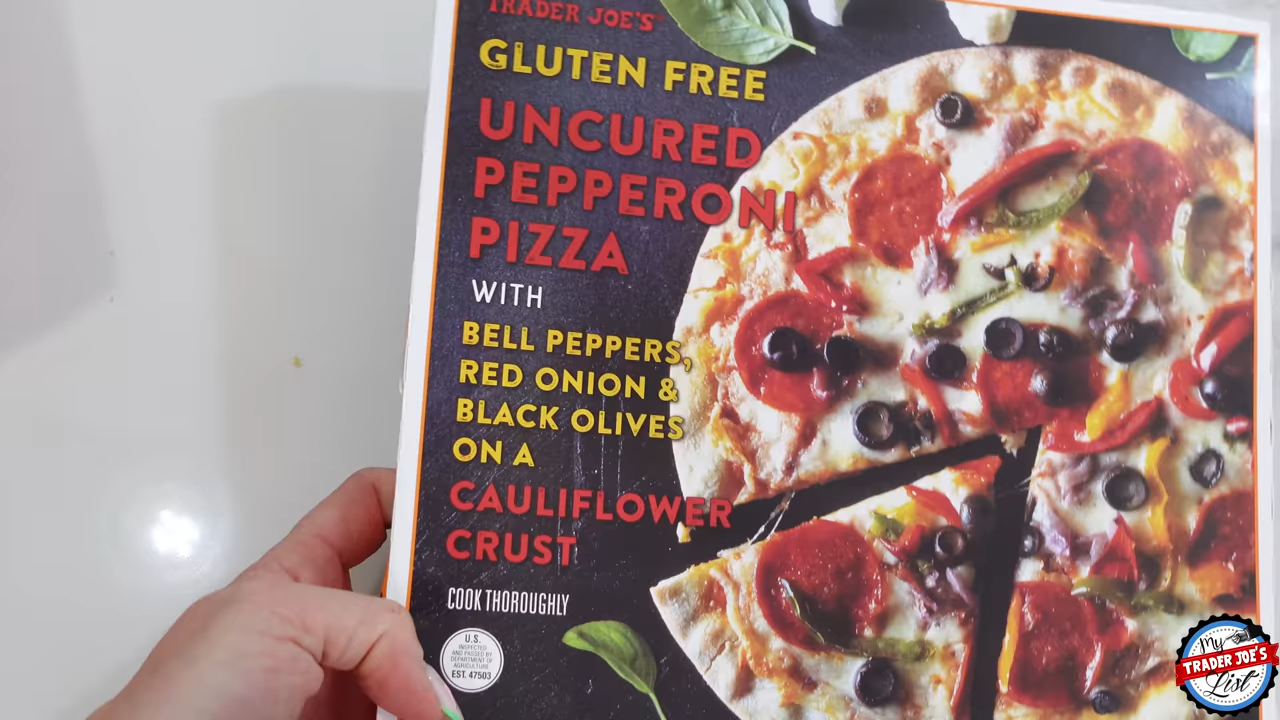 TRADER JOE'S
GLUTEN FREE
UNCURED
PEPPERONI
PIZZA
WITH
BELL PEPPERS,
RED ONION &
BLACK OLIVES
ON A
CAULIFLOWER
CRUST
COOK THOROUGHLY
U.S.
INSPECTED
AND PASSED BY
DEPARTMENT OF
AGRICULTURE
EST. 47503
My
TRADER JOE'S
List